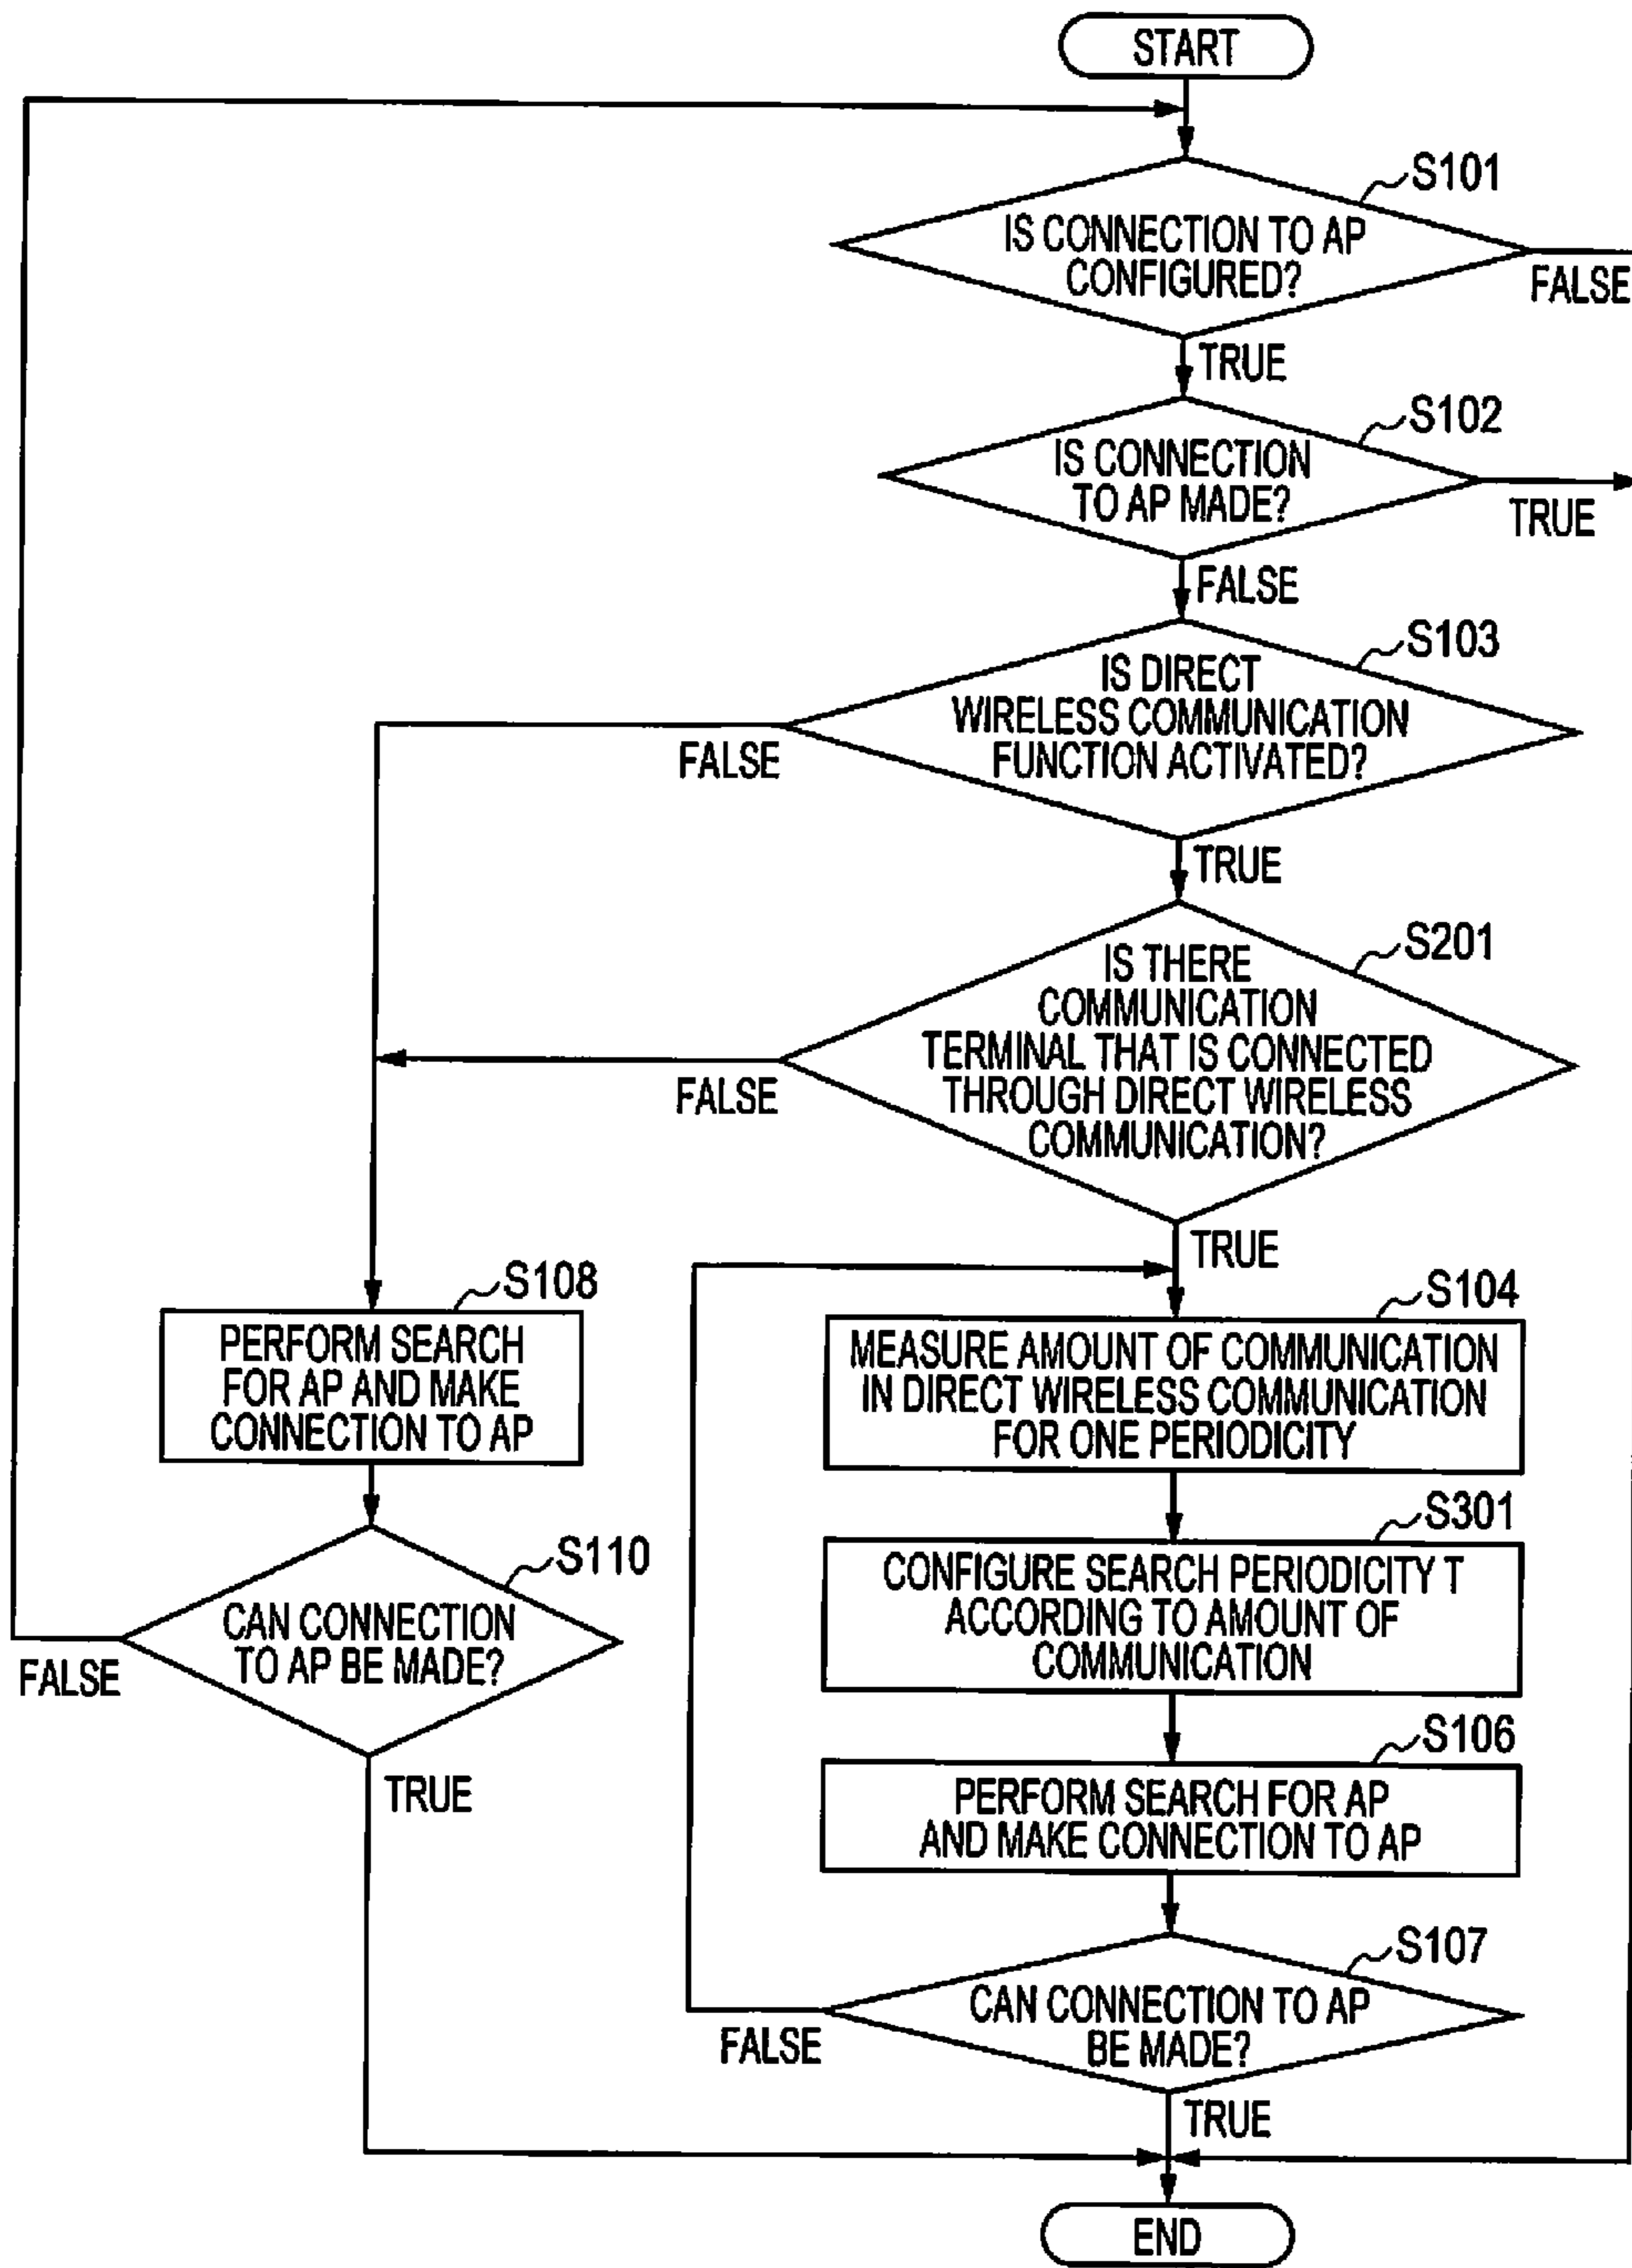 START
S101
IS CONNECTION TO AP
CONFIGURED?
FALSE
TRUE
S102
IS CONNECTION
TO AP MADE?
TRUE
FALSE
S103
IS DIRECT
WIRELESS COMMUNICATION
FUNCTION ACTIVATED?
FALSE
TRUE
S201
IS THERE
COMMUNICATION
TERMINAL THAT IS CONNECTED
THROUGH DIRECT WIRELESS
COMMUNICATION?
FALSE
TRUE
S108
PERFORM SEARCH
FOR AP AND MAKE
CONNECTION TO AP
S110
CAN CONNECTION
TO AP BE MADE?
FALSE
TRUE
S104
MEASURE AMOUNT OF COMMUNICATION
IN DIRECT WIRELESS COMMUNICATION
FOR ONE PERIODICITY
S301
CONFIGURE SEARCH PERIODICITY T
ACCORDING TO AMOUNT OF
COMMUNICATION
S106
PERFORM SEARCH FOR AP
AND MAKE CONNECTION TO AP
S107
CAN CONNECTION TO AP
BE MADE?
FALSE
TRUE
END